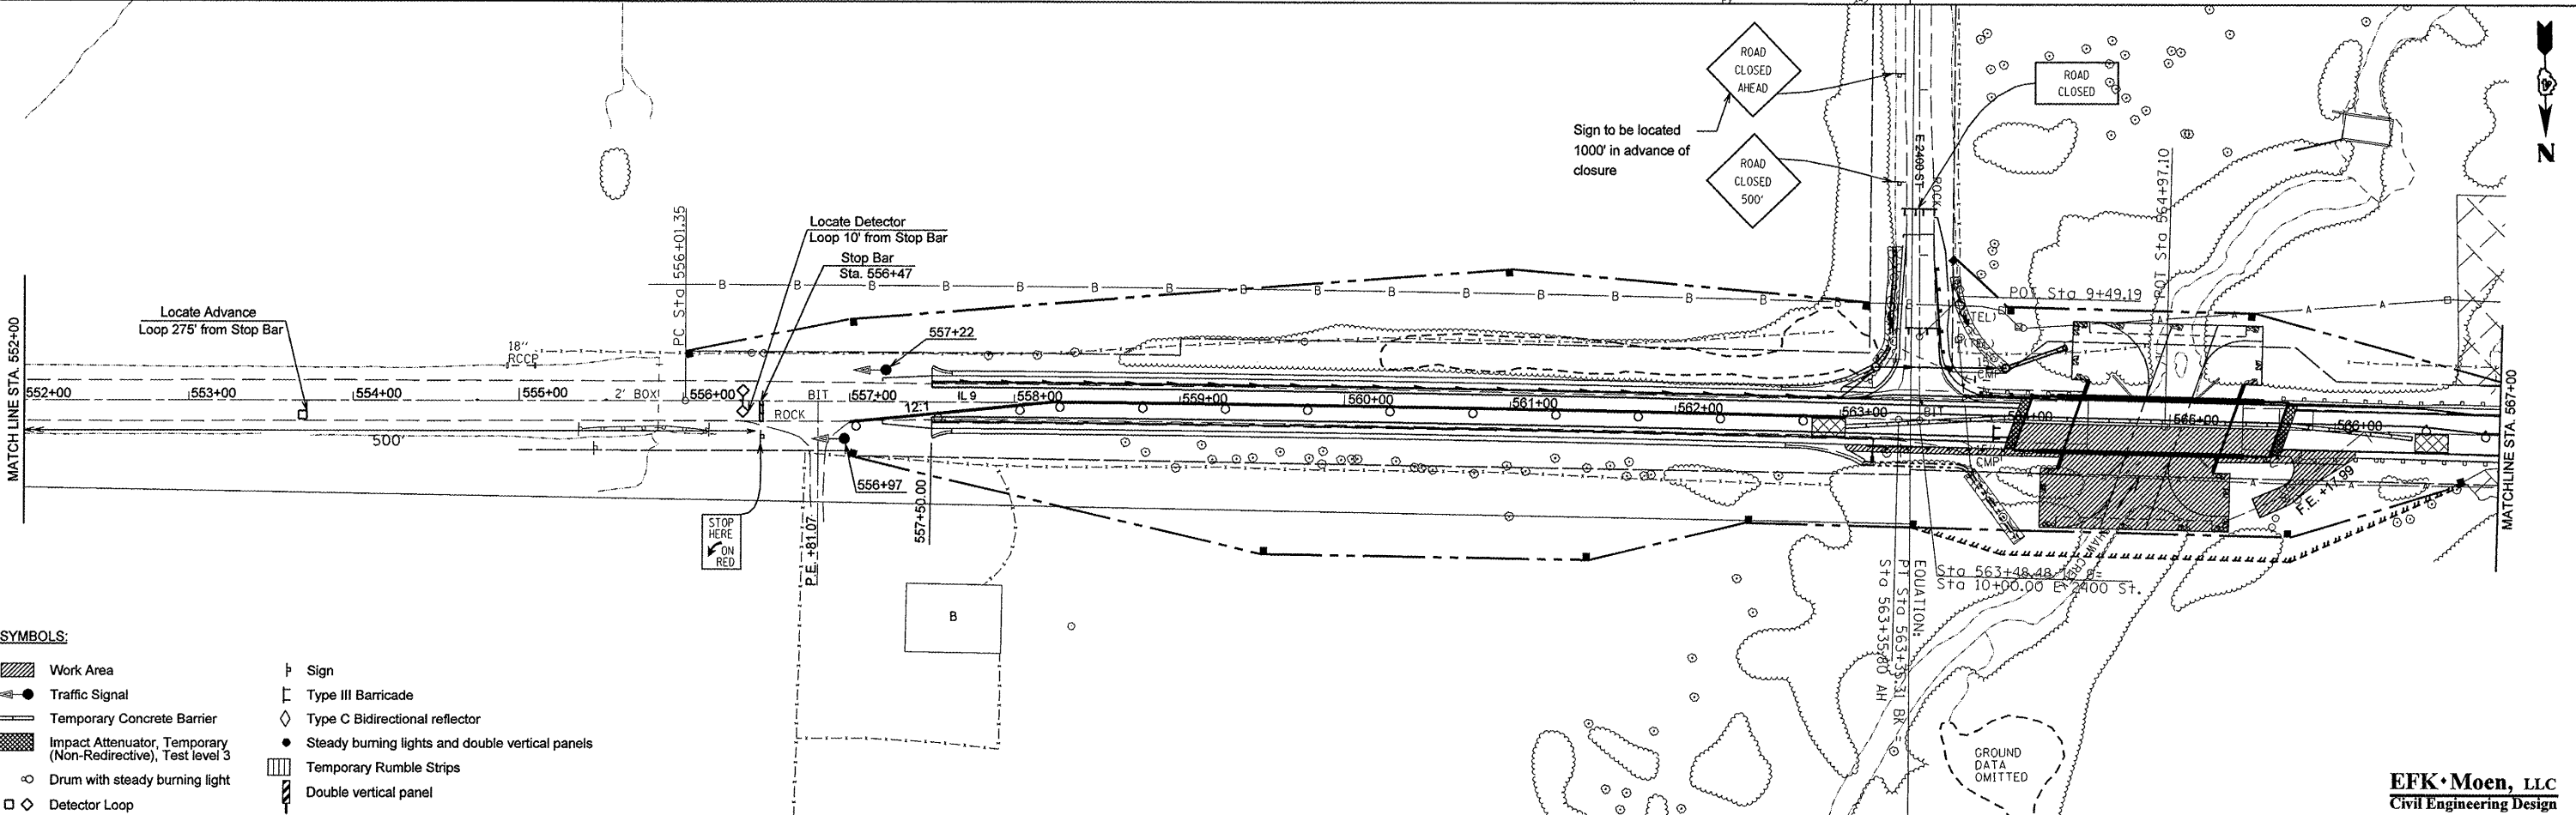 ROAD
CLOSED
AHEAD
ROAD
CLOSED
Sign to be located
1000' in advance of
closure
ROAD
CLOSED
500'
E 2400 ST
ROCK
N
POT Sta 564+97.10
POT Sta 9+49.19
(TEL)
MATCH LINE STA. 552+00
Locate Advance
Loop 275' from Stop Bar
18"
RCCP
PC Sta 556+01.35
Locate Detector
Loop 10' from Stop Bar
Stop Bar
Sta. 556+47
557+22
B B B B B B B B B B B B B B B
A A A
552+00
553+00
554+00
555+00
2' BOX
556+00
BIT
557+00
IL 9
558+00
559+00
560+00
561+00
562+00
563+00
BIT
566+00
ROCK
12:1
500'
CMP
556+97
557+50.00
P.E. +81.07
STOP
HERE
ON
RED
B
F.E. +17.99
MATCHLINE STA. 567+00
Sta 563+48.48
Sta 10+00.00 E 2400 St.
EQUATION:
PT Sta 563+35.31 BK =
Sta 563+35.80 AH
GROUND
DATA
OMITTED
SYMBOLS:
Work Area
Traffic Signal
Temporary Concrete Barrier
Impact Attenuator, Temporary
(Non-Redirective), Test level 3
Drum with steady burning light
Detector Loop
Sign
Type III Barricade
Type C Bidirectional reflector
Steady burning lights and double vertical panels
Temporary Rumble Strips
Double vertical panel
EFK•Moen, LLC
Civil Engineering Design